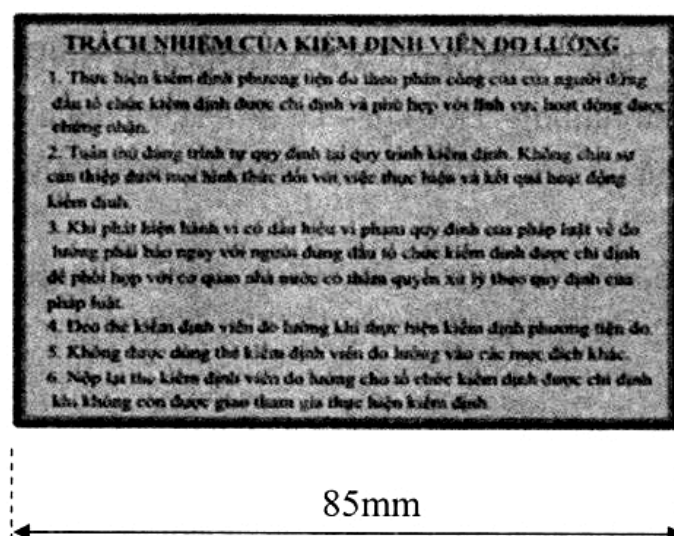 TRÁCH NHIỆM CỦA KIỂM ĐỊNH VIÊN ĐO LƯỜNG
1. Thực hiện kiểm định phương tiện đo theo phân công của của người đứng
đầu tổ chức kiểm định được chỉ định và phù hợp với lĩnh vực hoạt động được
chứng nhận.
2. Tuân thủ đúng trình tự quy định tại quy trình kiểm định. Không chịu sự
can thiệp dưới mọi hình thức đối với việc thực hiện và kết quả hoạt động
kiểm định.
3. Khi phát hiện hành vi có dấu hiệu vi phạm quy định của pháp luật về đo
lường phải báo ngay với người đứng đầu tổ chức kiểm định được chỉ định
để phối hợp với cơ quan nhà nước có thẩm quyền xử lý theo quy định của
pháp luật.
4. Đeo thẻ kiểm định viên đo lường khi thực hiện kiểm định phương tiện đo.
5. Không được dùng thẻ kiểm định viên đo lường vào các mục đích khác.
6. Nộp lại thẻ kiểm định viên đo lường cho tổ chức kiểm định được chỉ định
khi không còn được giao tham gia thực hiện kiểm định
85mm